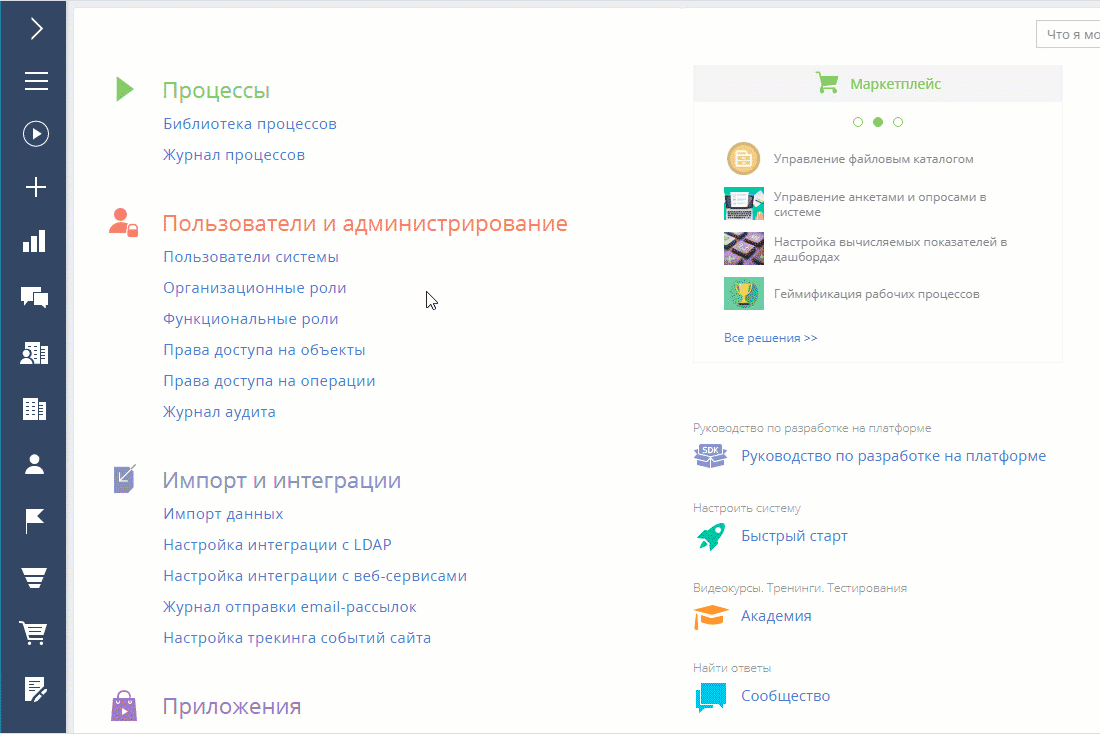 Что я мо
Процессы
Библиотека процессов
Журнал процессов
Пользователи и администрирование
Пользователи системы
Организационные роли
Функциональные роли
Права доступа на объекты
Права доступа на операции
Журнал аудита
Импорт и интеграции
Импорт данных
Настройка интеграции с LDAP
Настройка интеграции с веб-сервисами
Журнал отправки email-рассылок
Настройка трекинга событий сайта
Приложения
Маркетплейс
Управление файловым каталогом
Управление анкетами и опросами в
системе
Настройка вычисляемых показателей в
дашбордах
Геймификация рабочих процессов
Все решения >>
Руководство по разработке на платформе
SDK
Руководство по разработке на платформе
Настроить систему
Быстрый старт
Видеокурсы. Тренинги. Тестирования
Академия
Найти ответы
Сообщество